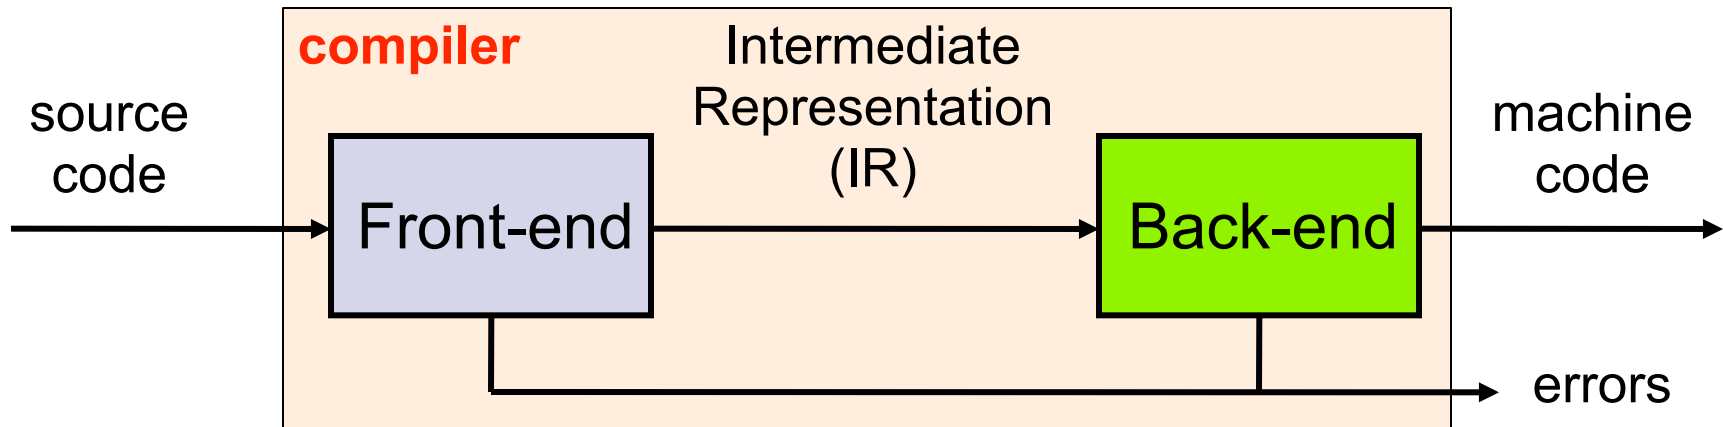 compiler
Intermediate
Representation
(IR)
source
code
Front-end
Back-end
machine
code
errors